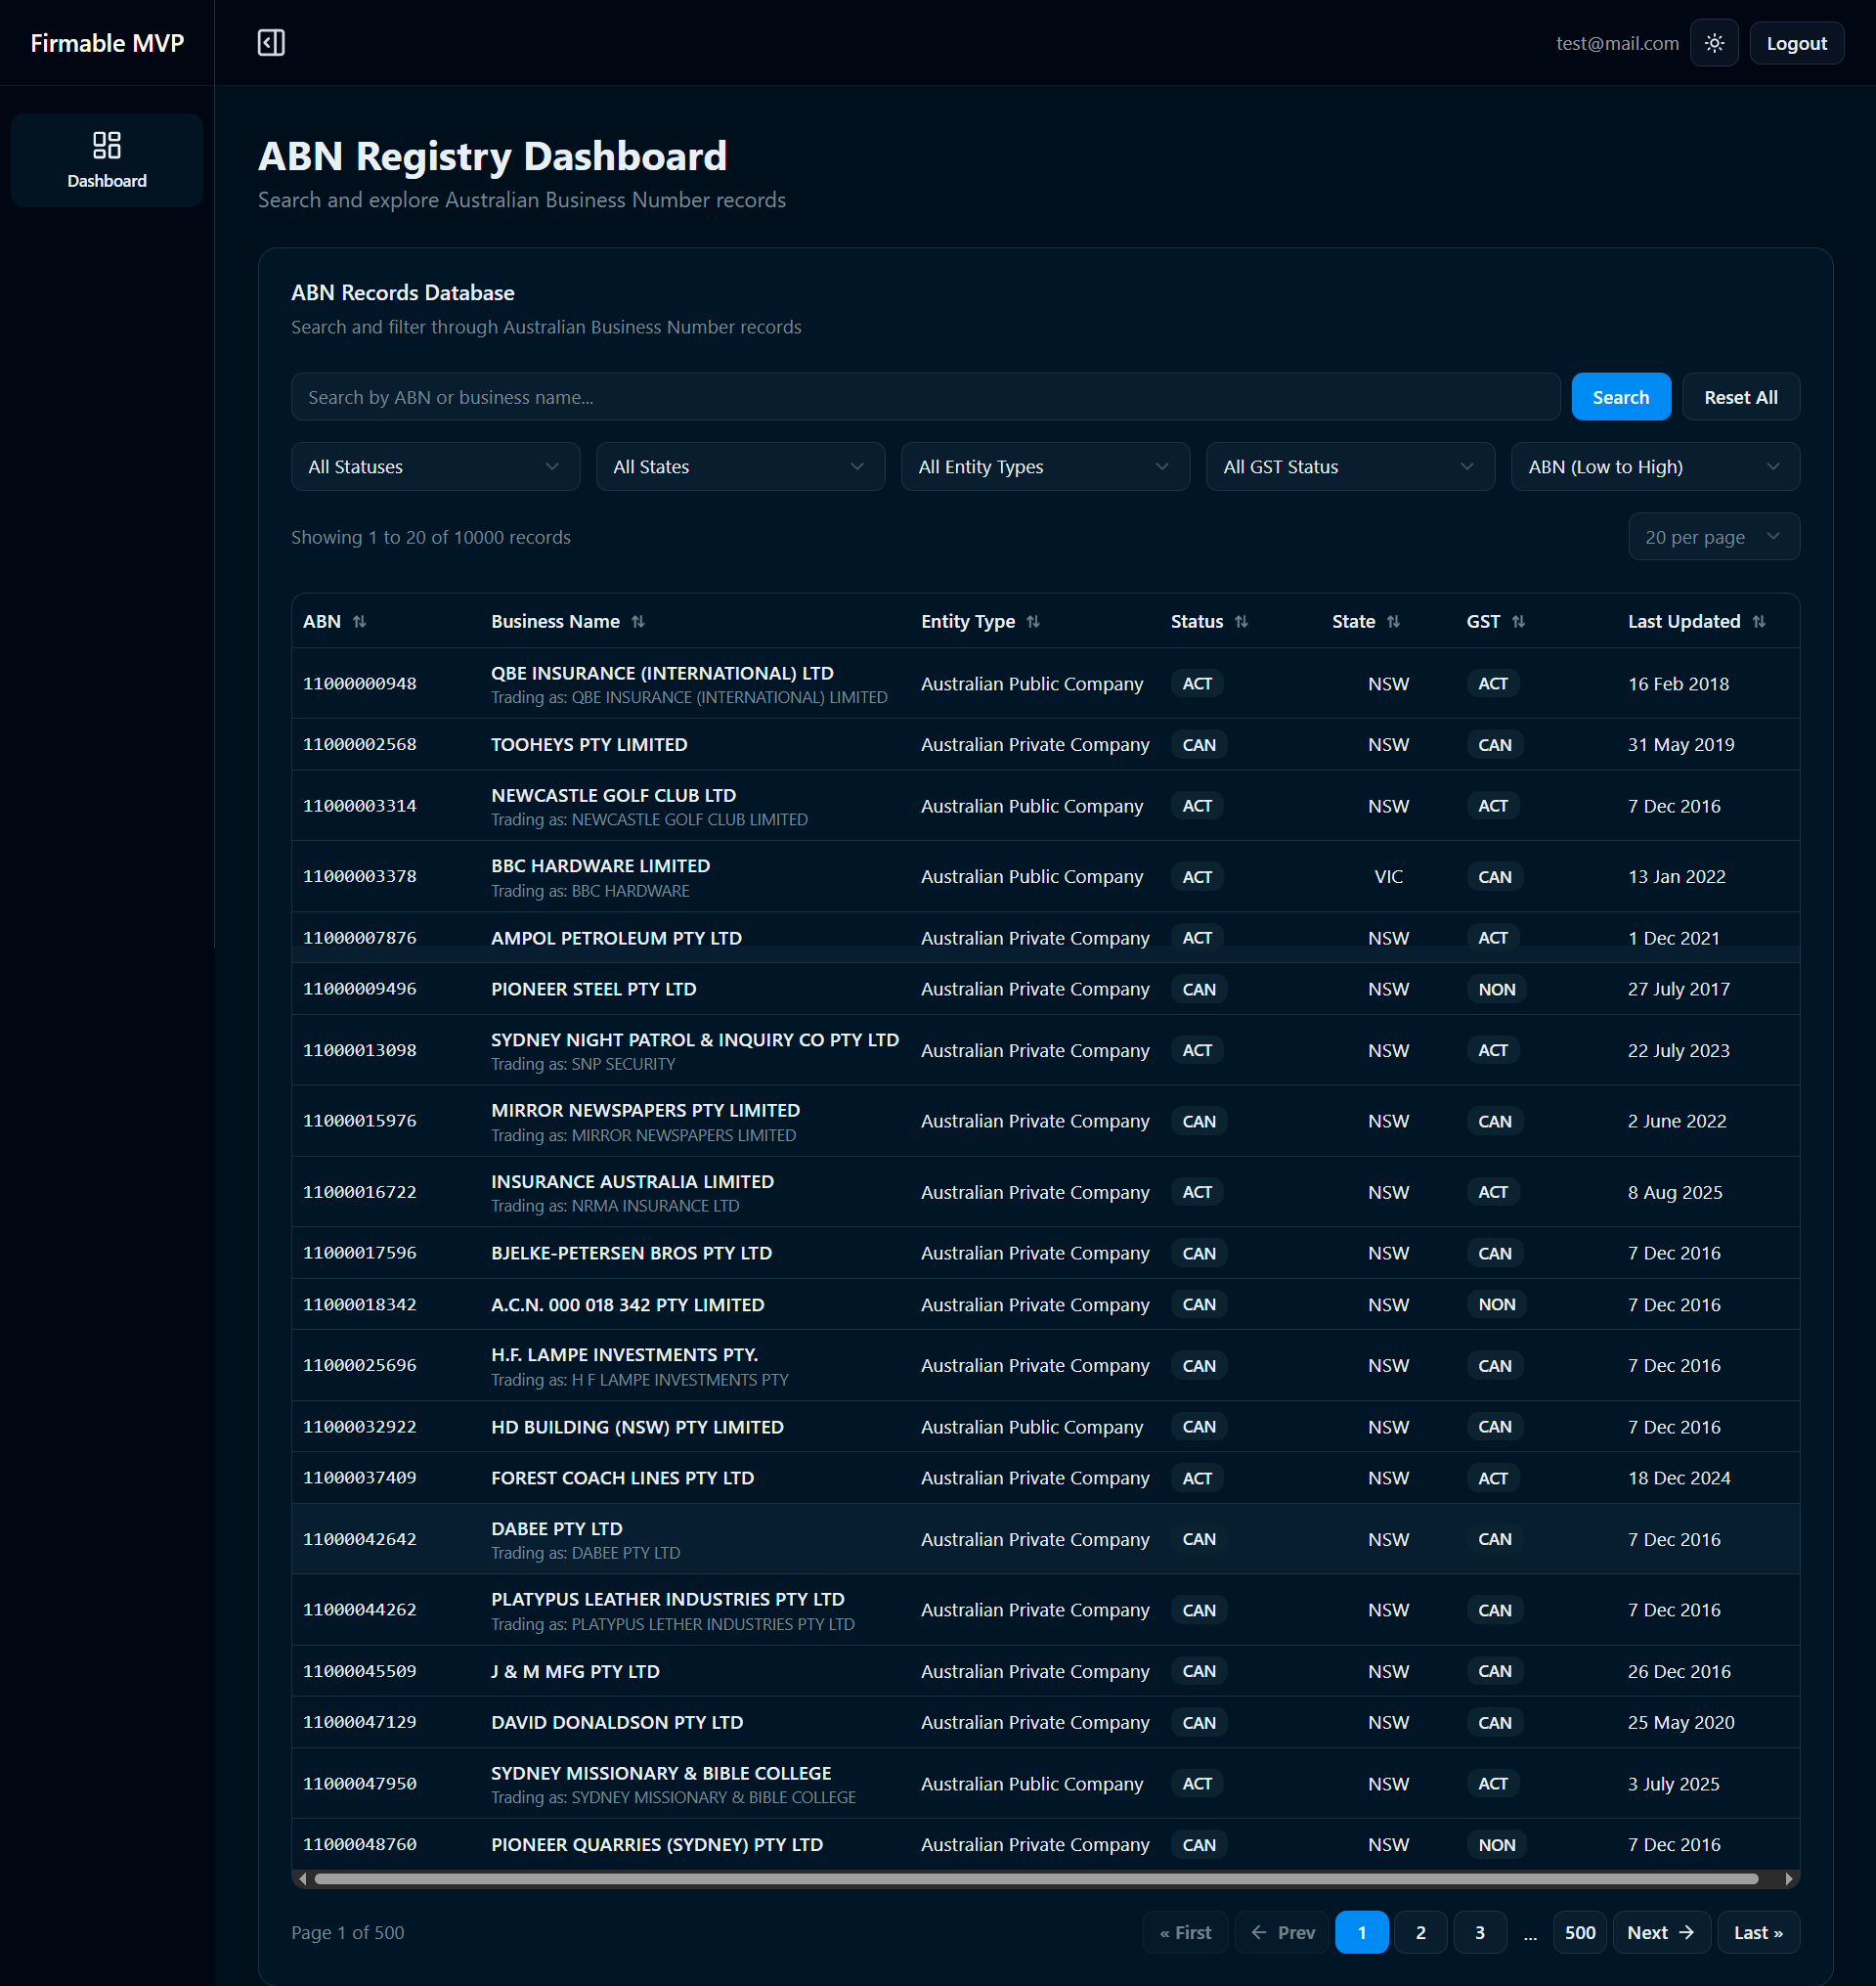 Firmable MVP
test@mail.com
Logout
Dashboard
ABN Registry Dashboard
Search and explore Australian Business Number records
ABN Records Database
Search and filter through Australian Business Number records
Search by ABN or business name...
Search
Reset All
All Statuses
All States
All Entity Types
All GST Status
ABN (Low to High)
Showing 1 to 20 of 10000 records
20 per page
ABN Business Name Entity Type Status State GST Last Updated
11000000948 QBE INSURANCE (INTERNATIONAL) LTD Australian Public Company ACT NSW ACT 16 Feb 2018
Trading as: QBE INSURANCE (INTERNATIONAL) LIMITED
11000002568 TOOHEYS PTY LIMITED Australian Private Company CAN NSW CAN 31 May 2019
11000003314 NEWCASTLE GOLF CLUB LTD Australian Public Company ACT NSW ACT 7 Dec 2016
Trading as: NEWCASTLE GOLF CLUB LIMITED
11000003378 BBC HARDWARE LIMITED Australian Public Company ACT VIC CAN 13 Jan 2022
Trading as: BBC HARDWARE
11000007876 AMPOL PETROLEUM PTY LTD Australian Private Company ACT NSW ACT 1 Dec 2021
11000009496 PIONEER STEEL PTY LTD Australian Private Company CAN NSW NON 27 July 2017
11000013098 SYDNEY NIGHT PATROL & INQUIRY CO PTY LTD Australian Private Company ACT NSW ACT 22 July 2023
Trading as: SNP SECURITY
11000015976 MIRROR NEWSPAPERS PTY LIMITED Australian Private Company CAN NSW CAN 2 June 2022
Trading as: MIRROR NEWSPAPERS LIMITED
11000016722 INSURANCE AUSTRALIA LIMITED Australian Private Company ACT NSW ACT 8 Aug 2025
Trading as: NRMA INSURANCE LTD
11000017596 BJELKE-PETERSEN BROS PTY LTD Australian Private Company CAN NSW CAN 7 Dec 2016
11000018342 A.C.N. 000 018 342 PTY LIMITED Australian Private Company CAN NSW NON 7 Dec 2016
11000025696 H.F. LAMPE INVESTMENTS PTY. Australian Private Company CAN NSW CAN 7 Dec 2016
Trading as: H F LAMPE INVESTMENTS PTY
11000032922 HD BUILDING (NSW) PTY LIMITED Australian Public Company CAN NSW CAN 7 Dec 2016
11000037409 FOREST COACH LINES PTY LTD Australian Private Company ACT NSW ACT 18 Dec 2024
11000042642 DABEE PTY LTD Australian Private Company CAN NSW CAN 7 Dec 2016
Trading as: DABEE PTY LTD
11000044262 PLATYPUS LEATHER INDUSTRIES PTY LTD Australian Private Company CAN NSW CAN 7 Dec 2016
Trading as: PLATYPUS LETHER INDUSTRIES PTY LTD
11000045509 J & M MFG PTY LTD Australian Private Company CAN NSW CAN 26 Dec 2016
11000047129 DAVID DONALDSON PTY LTD Australian Private Company CAN NSW CAN 25 May 2020
11000047950 SYDNEY MISSIONARY & BIBLE COLLEGE Australian Public Company ACT NSW ACT 3 July 2025
Trading as: SYDNEY MISSIONARY & BIBLE COLLEGE
11000048760 PIONEER QUARRIES (SYDNEY) PTY LTD Australian Private Company CAN NSW NON 7 Dec 2016
Page 1 of 500
« First ← Prev 1 2 3 ... 500 Next → Last »